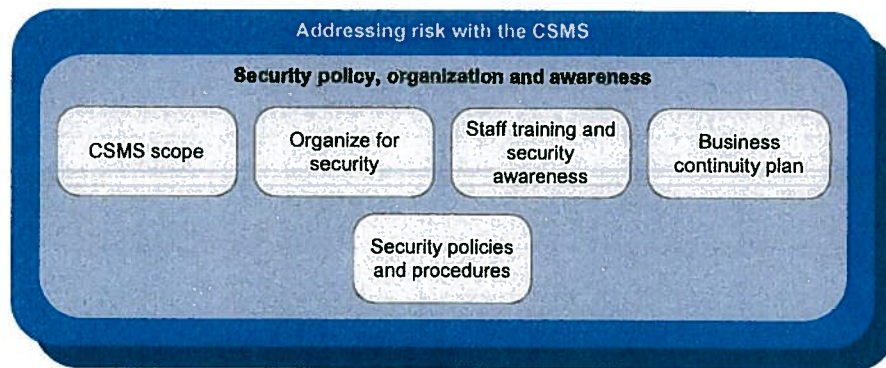 Addressing risk with the CSMS
Security policy, organization and awareness
CSMS scope
Organize for
security
Staff training and
security
awareness
Business
continuity plan
Security policies
and procedures